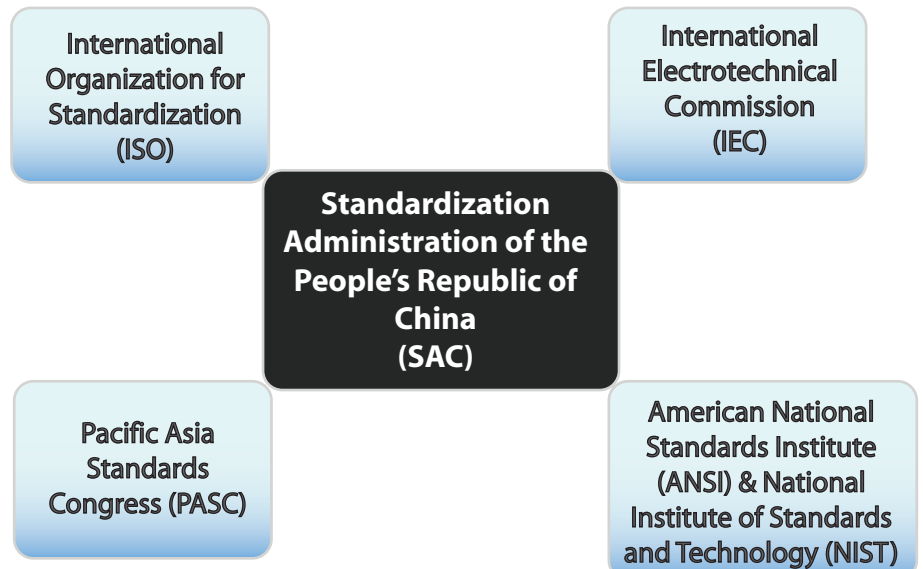 International
Organization for
Standardization
(ISO)
International
Electrotechnical
Commission
(IEC)
Standardization
Administration of the
People’s Republic of
China
(SAC)
Pacific Asia
Standards
Congress (PASC)
American National
Standards Institute
(ANSI) & National
Institute of Standards
and Technology (NIST)